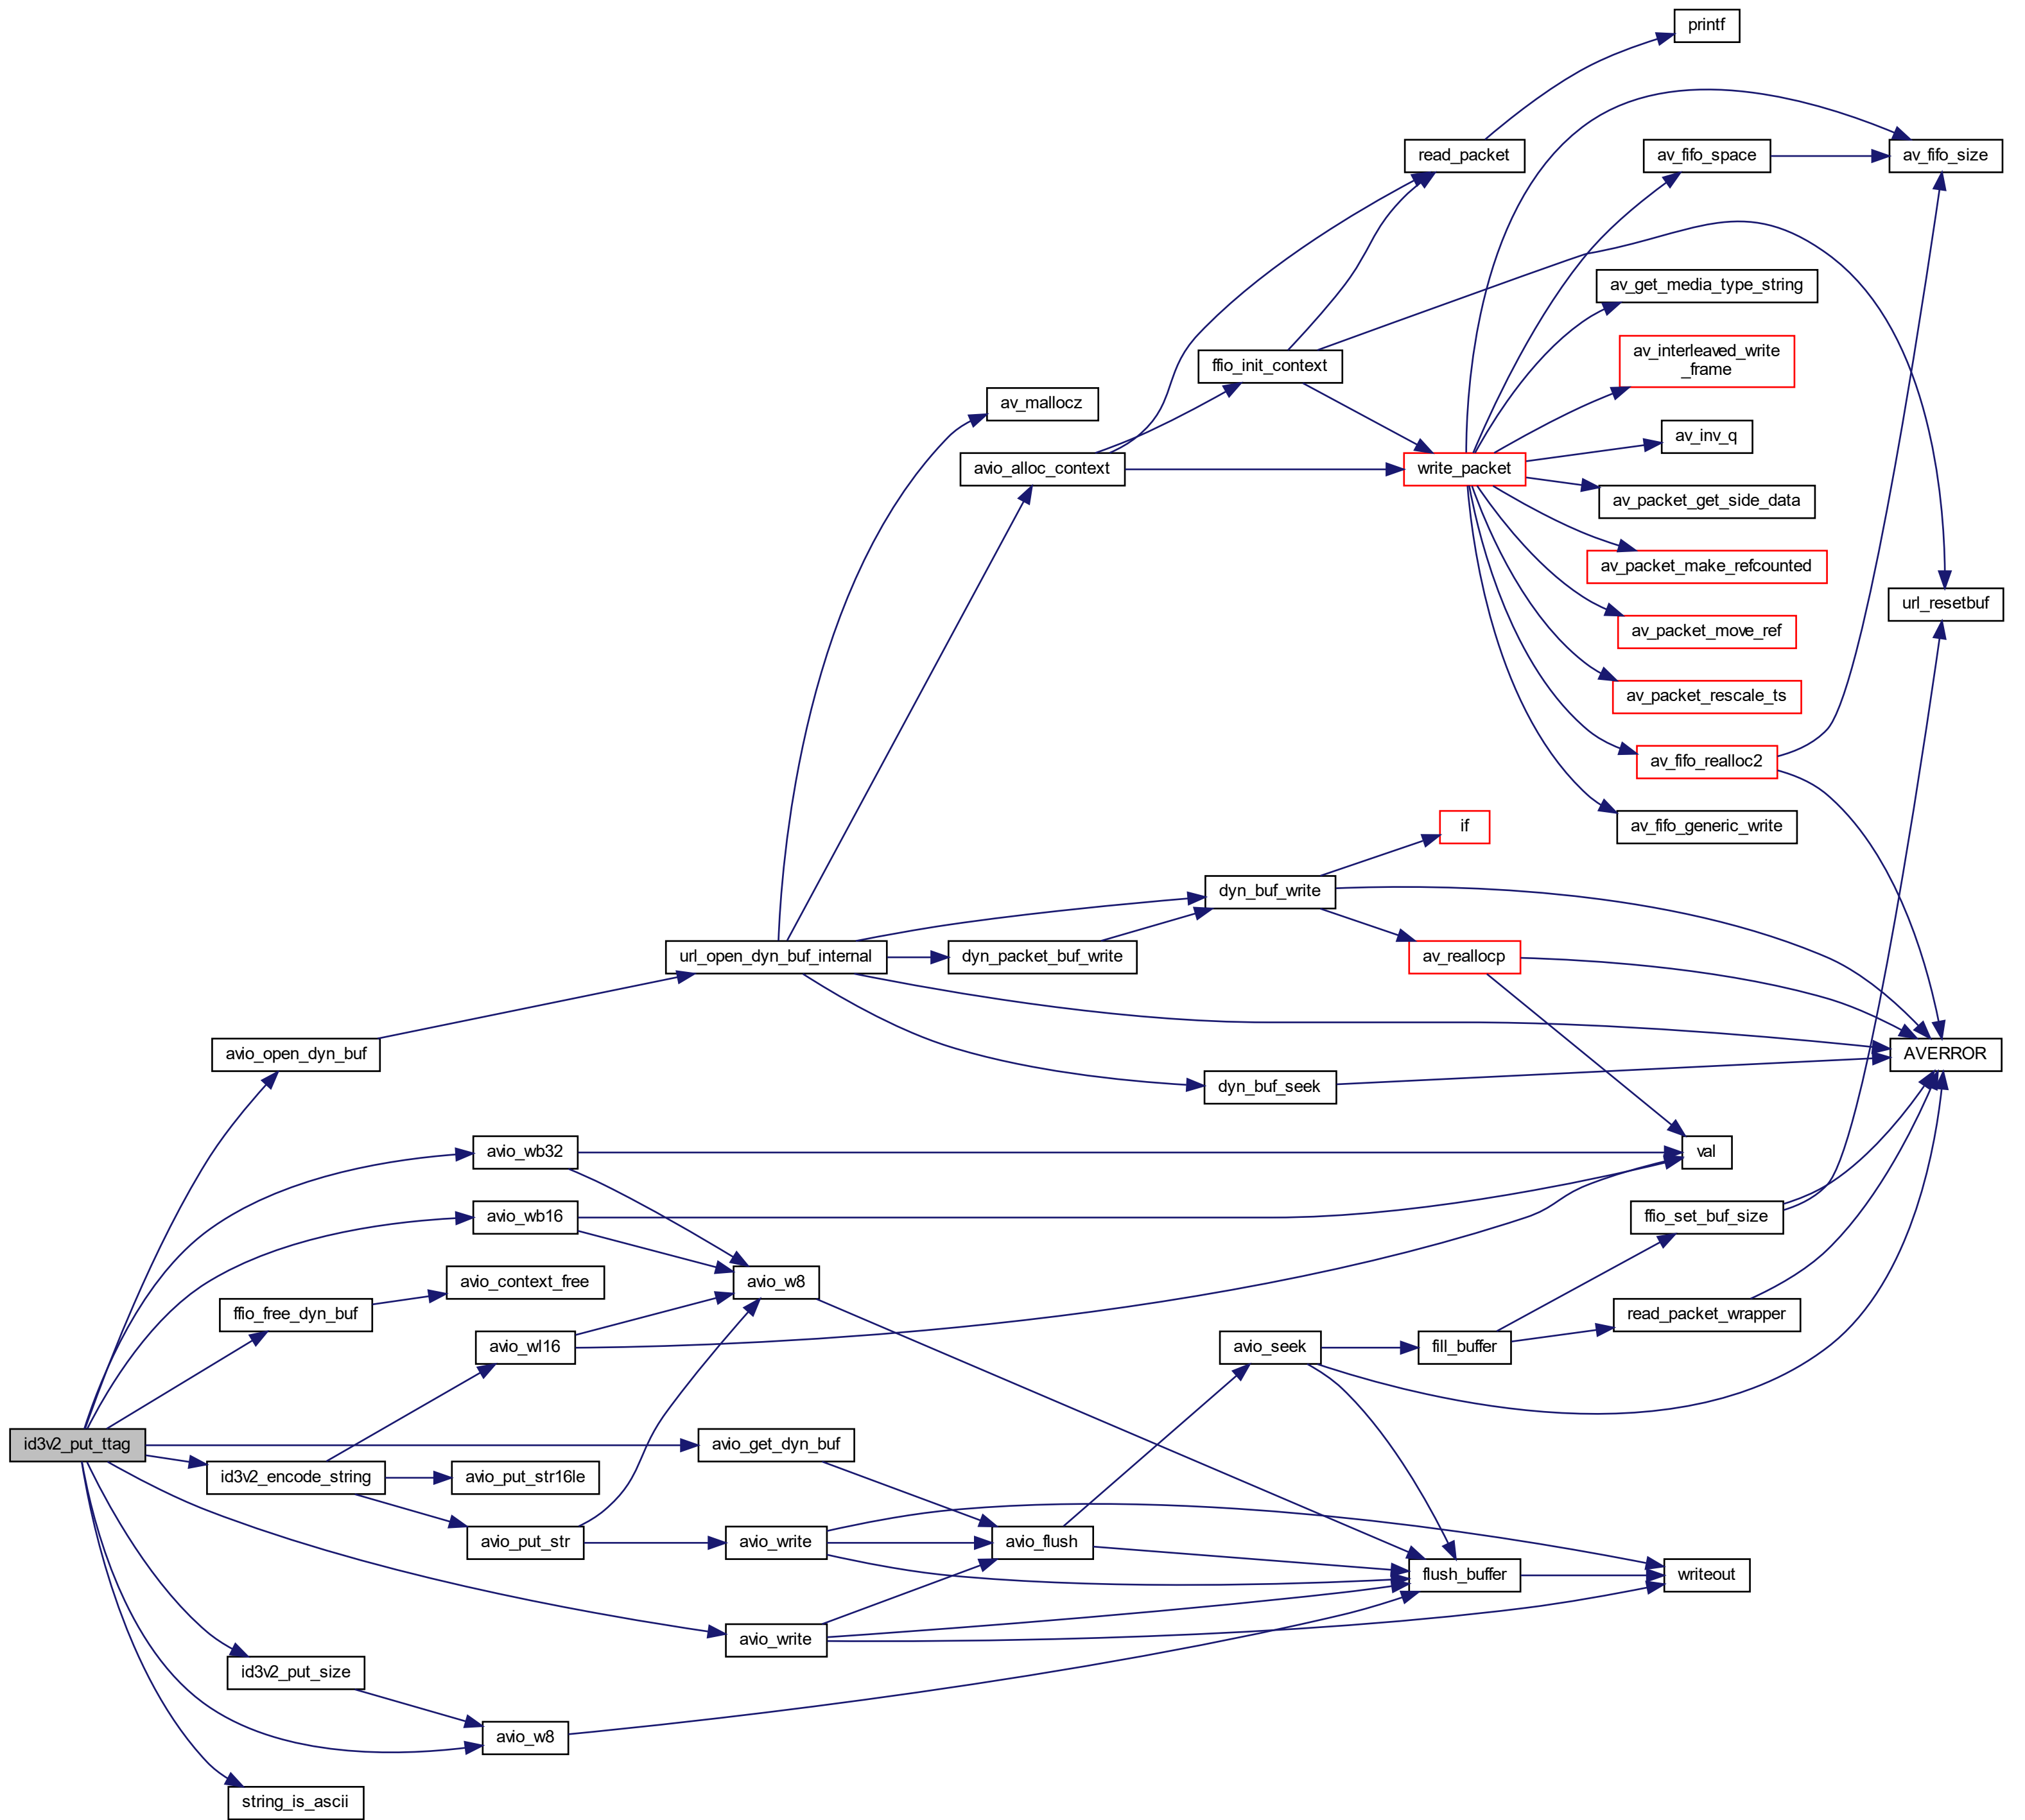 printf
read_packet
av_fifo_space
av_fifo_size
av_get_media_type_string
ffio_init_context
av_interleaved_write
_frame
av_mallocz
av_inv_q
avio_alloc_context
write_packet
av_packet_get_side_data
av_packet_make_refcounted
url_resetbuf
av_packet_move_ref
av_packet_rescale_ts
av_fifo_realloc2
if
av_fifo_generic_write
dyn_buf_write
url_open_dyn_buf_internal
dyn_packet_buf_write
av_reallocp
avio_open_dyn_buf
AVERROR
dyn_buf_seek
avio_wb32
val
avio_wb16
ffio_set_buf_size
avio_context_free
avio_w8
ffio_free_dyn_buf
read_packet_wrapper
avio_wl16
avio_seek
fill_buffer
id3v2_put_ttag
avio_get_dyn_buf
id3v2_encode_string
avio_put_str16le
avio_put_str
avio_write
avio_flush
flush_buffer
writeout
avio_write
id3v2_put_size
avio_w8
string_is_ascii